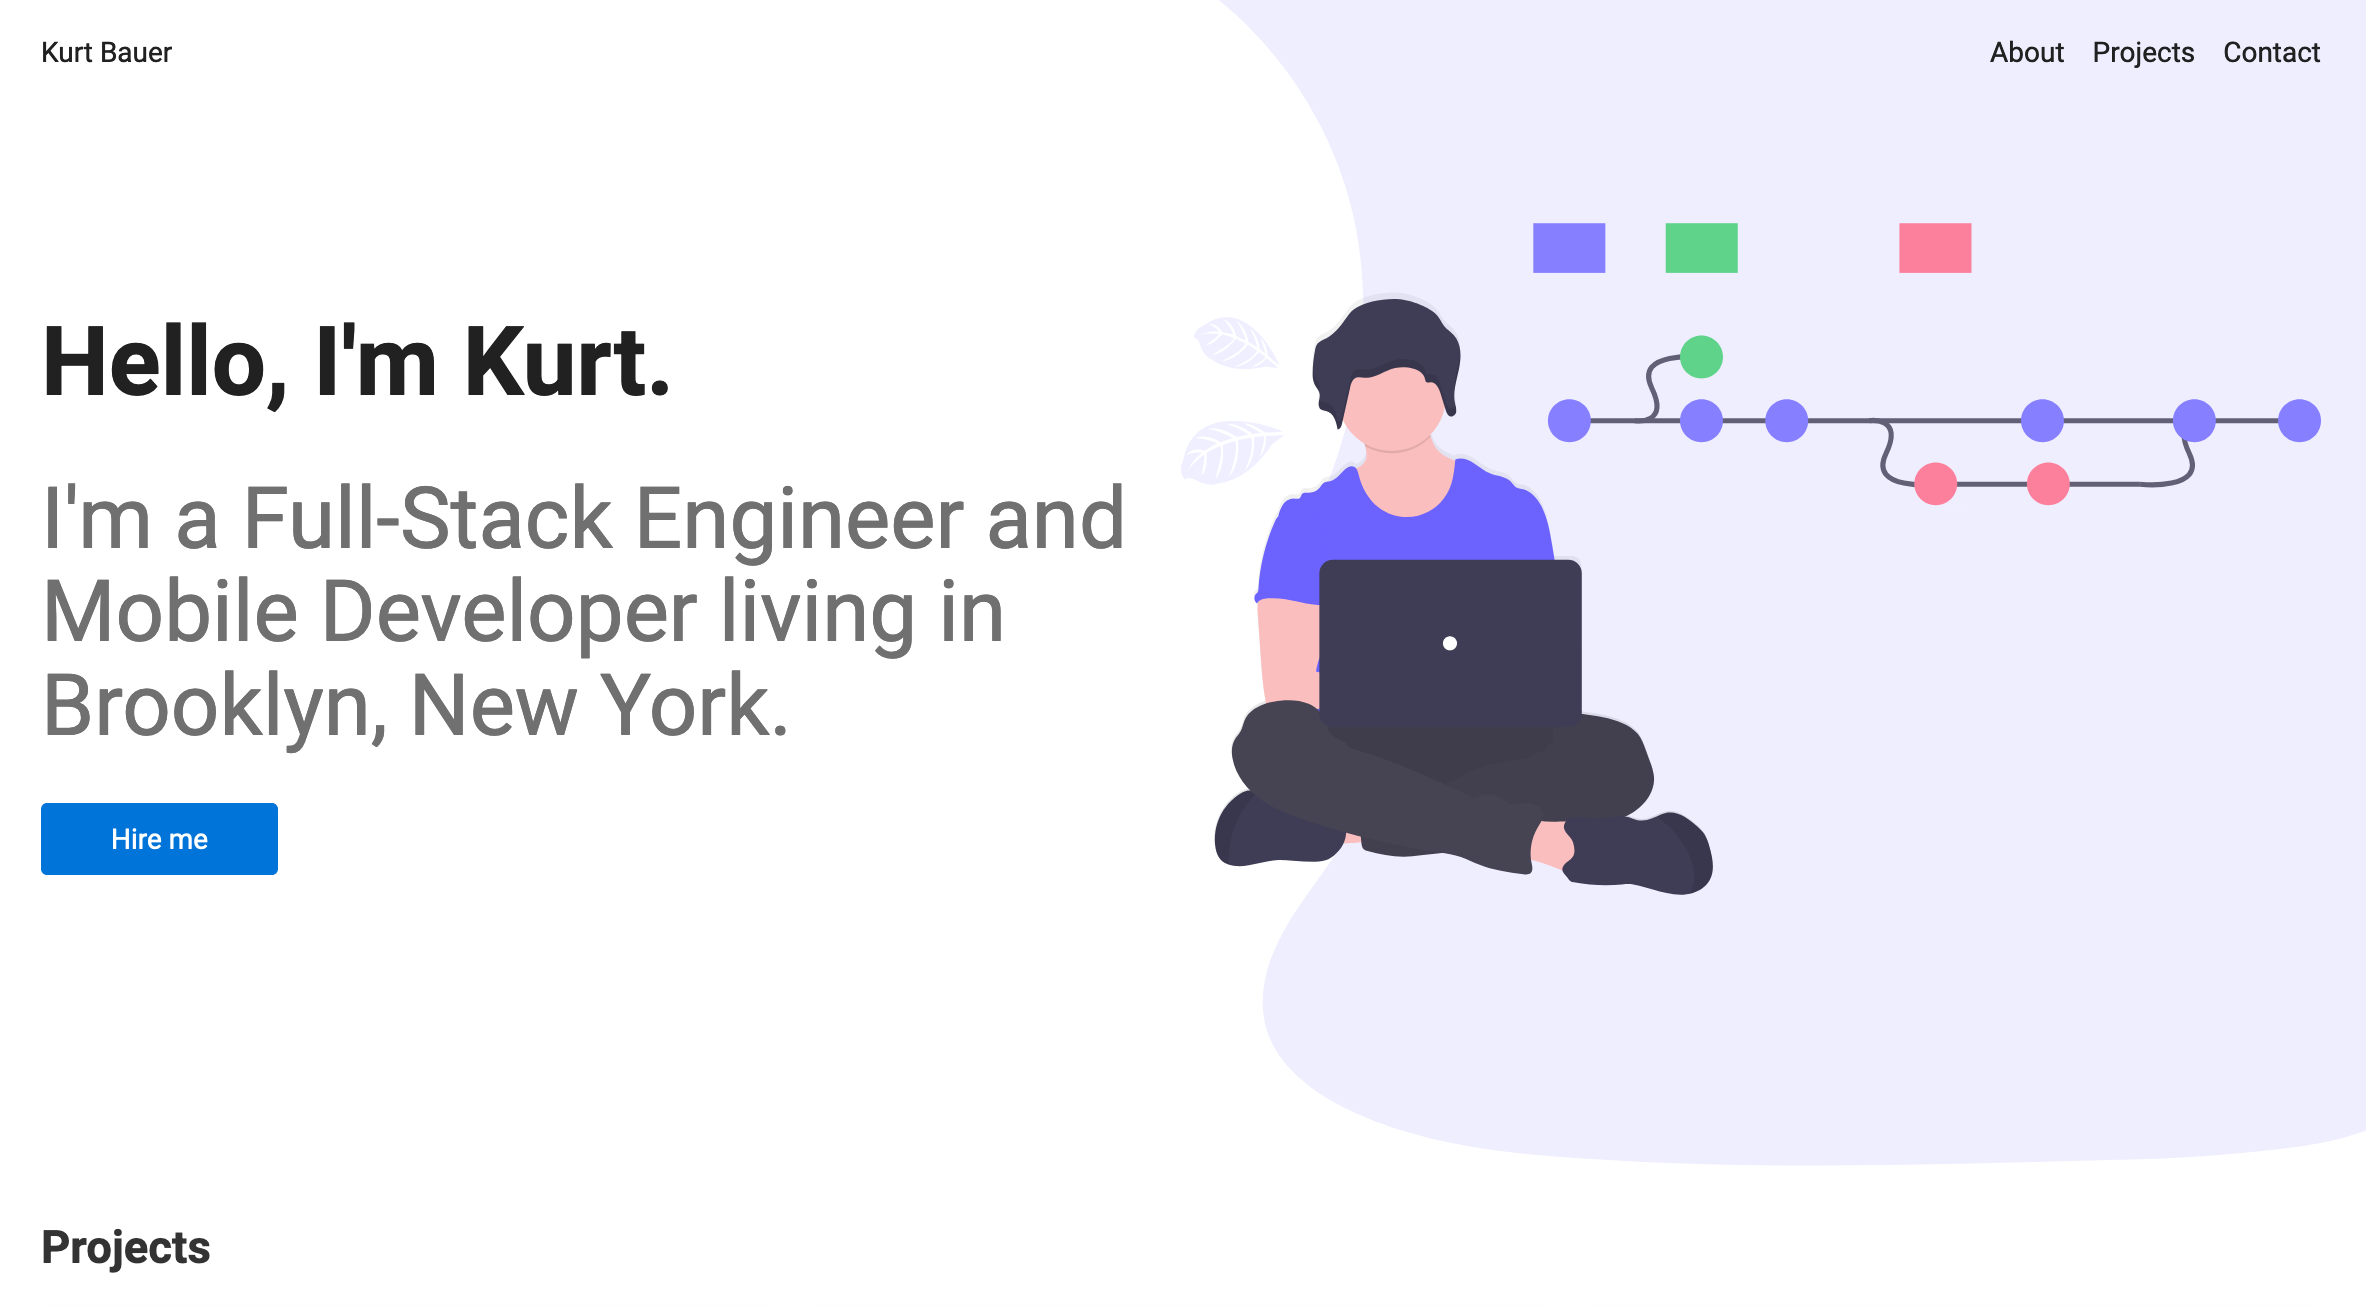 Kurt Bauer
About Projects Contact
Hello, I'm Kurt.
I'm a Full-Stack Engineer and
Mobile Developer living in
Brooklyn, New York.
Hire me
Projects